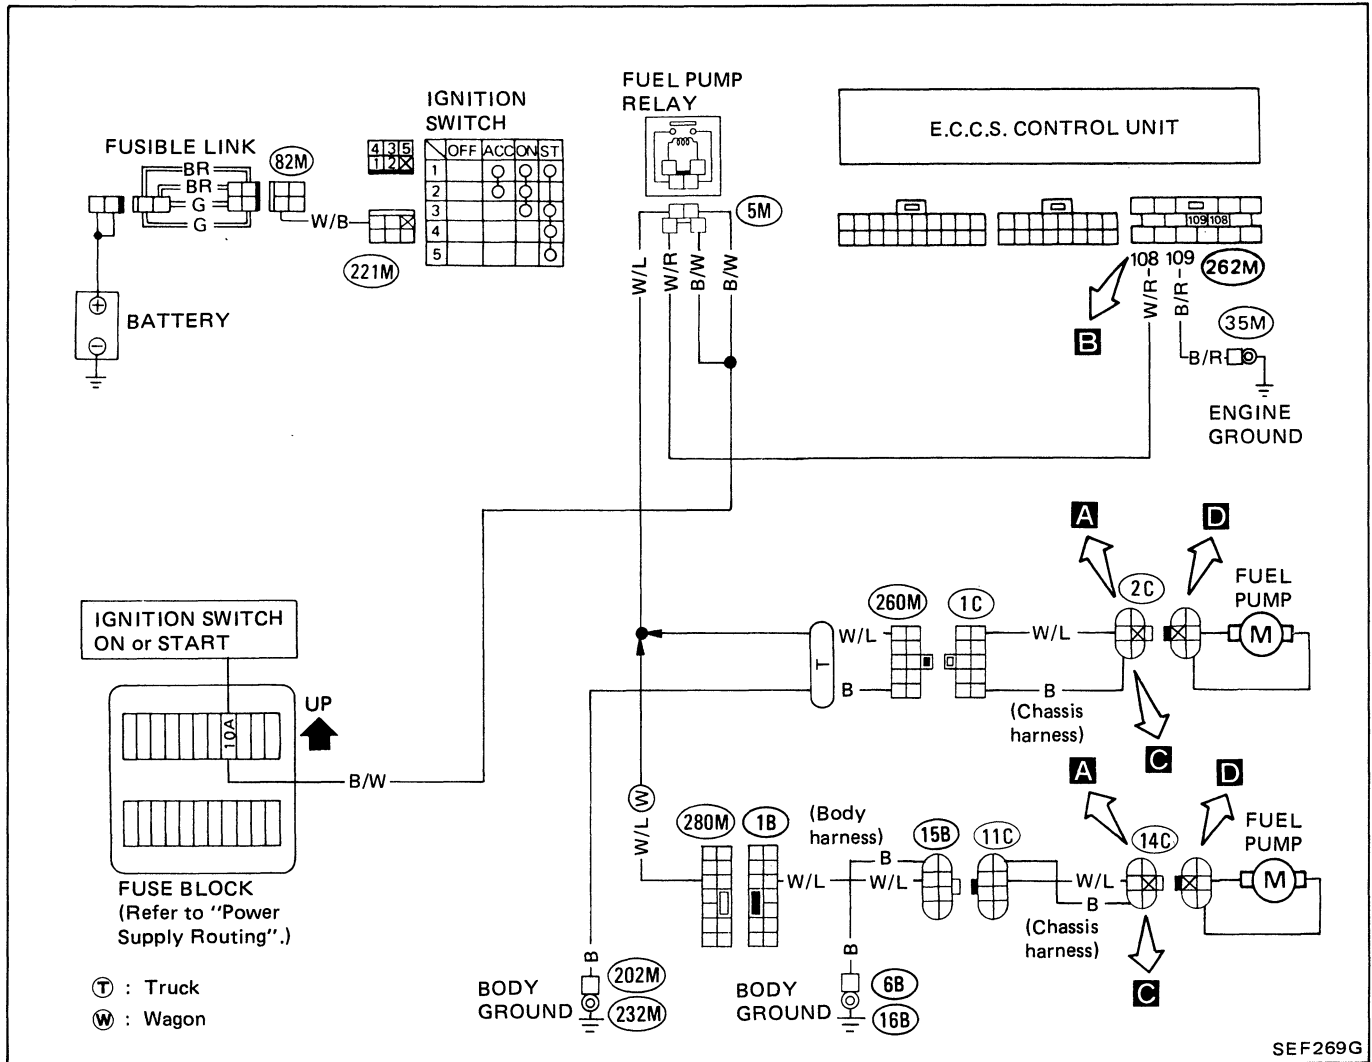 FUSIBLE LINK
BR
BR
G
G
82M
W/B
221M
4 3 5
1 2
IGNITION
SWITCH
OFF ACC ON ST
1
2
3
4
5
BATTERY
FUEL PUMP
RELAY
5M
W/L
W/R
B/W
B/W
E.C.C.S. CONTROL UNIT
109 108
108 109
262M
W/R
B/R
B
35M
B/R
ENGINE
GROUND
IGNITION SWITCH
ON or START
10A
UP
B/W
FUSE BLOCK
(Refer to "Power
Supply Routing".)
T : Truck
W : Wagon
T
W/L
B
260M
1C
W/L
B
(Chassis
harness)
A
D
2C
C
FUEL
PUMP
M
W
W/L
280M
1B
(Body
harness)
W/L
B
W/L
15B
11C
W/L
B
(Chassis
harness)
A
D
14C
C
FUEL
PUMP
M
B
BODY
GROUND
202M
232M
B
BODY
GROUND
6B
16B
SEF269G